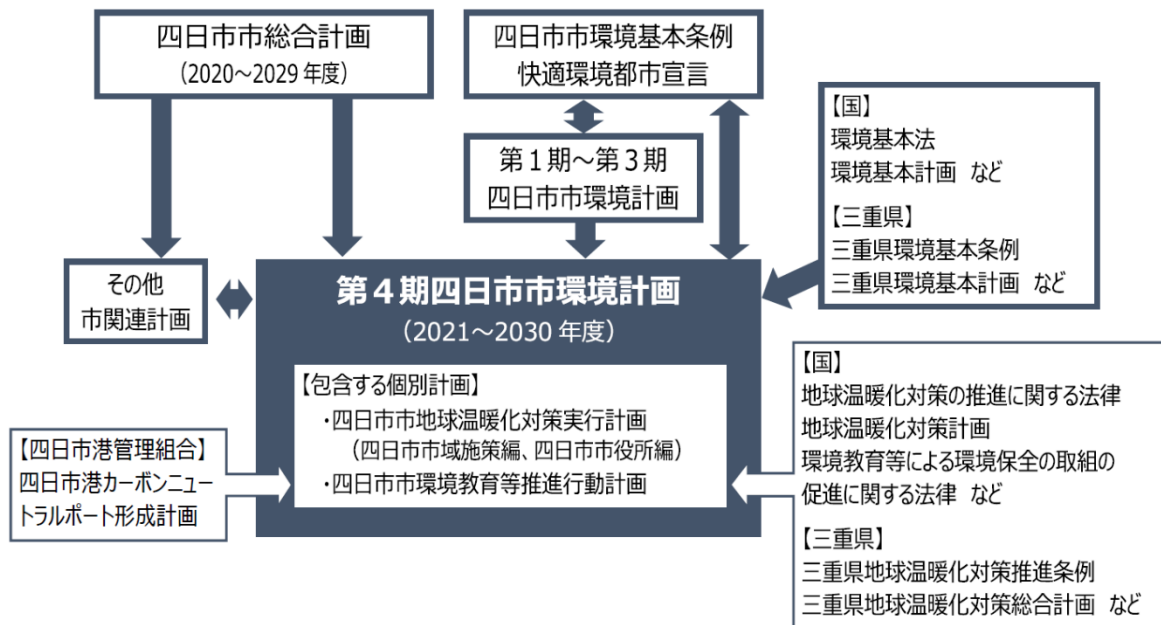 四日市市総合計画
（2020～2029 年度）
四日市市環境基本条例
快適環境都市宣言
第１期～第３期
四日市市環境計画
【国】
環境基本法
環境基本計画 など
【三重県】
三重県環境基本条例
三重県環境基本計画 など
その他
市関連計画
第４期四日市市環境計画
（2021～2030 年度）
【包含する個別計画】
・四日市市地球温暖化対策実行計画
（四日市市域施策編、四日市市役所編）
・四日市市環境教育等推進行動計画
【四日市港管理組合】
四日市港カーボンニュー
トラルポート形成計画
【国】
地球温暖化対策の推進に関する法律
地球温暖化対策計画
環境教育等による環境保全の取組の
促進に関する法律 など
【三重県】
三重県地球温暖化対策推進条例
三重県地球温暖化対策総合計画 など